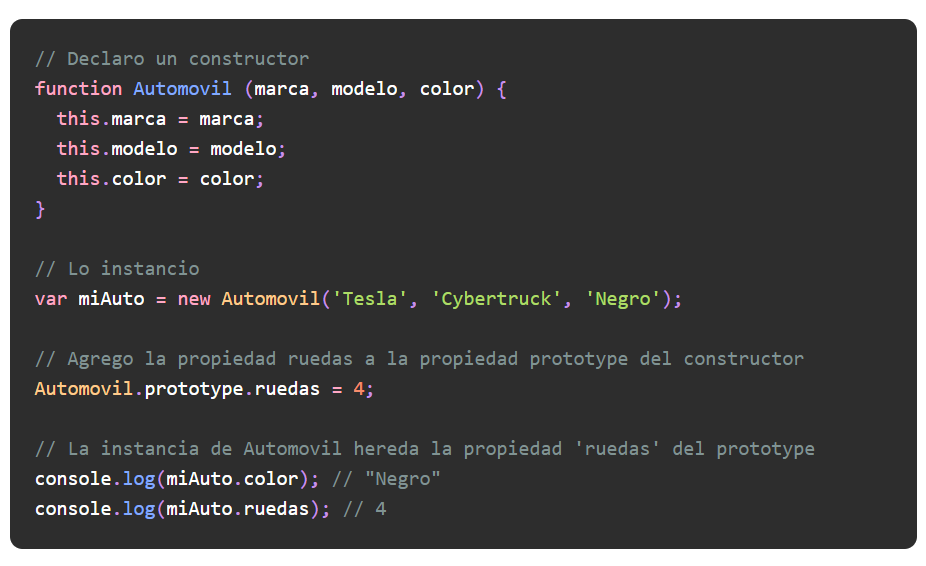 // Declaro un constructor
function Automovil (marca, modelo, color) {
  this.marca = marca;
  this.modelo = modelo;
  this.color = color;
}

// Lo instancio
var miAuto = new Automovil('Tesla', 'Cybertruck', 'Negro');

// Agrego la propiedad ruedas a la propiedad prototype del constructor
Automovil.prototype.ruedas = 4;

// La instancia de Automovil hereda la propiedad 'ruedas' del prototype
console.log(miAuto.color); // "Negro"
console.log(miAuto.ruedas); // 4